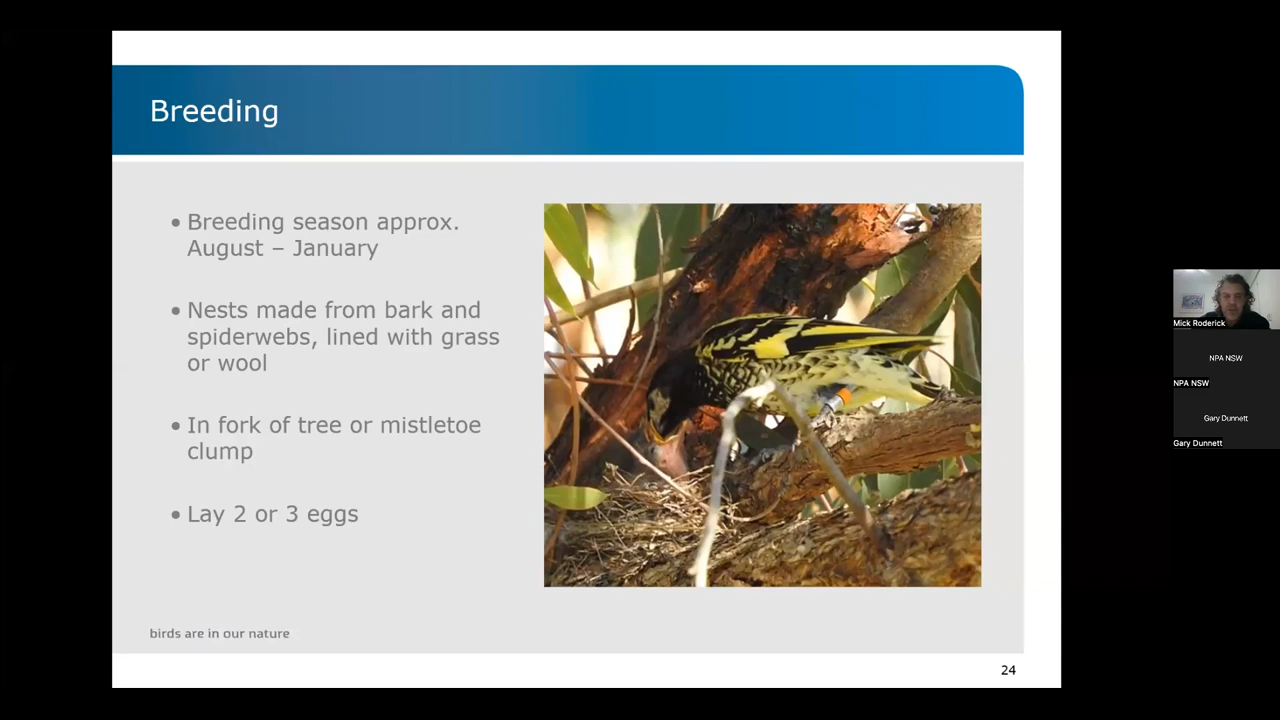 Breeding
• Breeding season approx.
August – January
• Nests made from bark and
spiderwebs, lined with grass
or wool
• In fork of tree or mistletoe
clump
• Lay 2 or 3 eggs
birds are in our nature
24
Mick Roderick
NPA NSW
NPA NSW
Gary Dunnett
Gary Dunnett